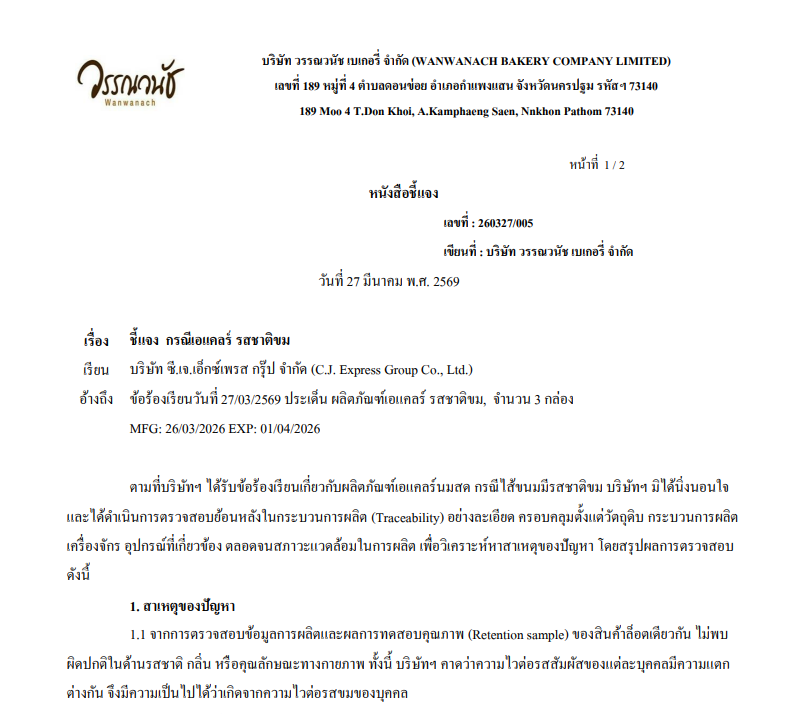 วรรณวนัช
Wanwanach
บริษัท วรรณวนัช เบเกอรี่ จำกัด (WANWANACH BAKERY COMPANY LIMITED)
เลขที่ 189 หมู่ที่ 4 ตำบลดอนข่อย อำเภอกำแพงแสน จังหวัดนครปฐม รหัสฯ 73140
189 Moo 4 T.Don Khoi, A.Kamphaeng Saen, Nnkhon Pathom 73140
หน้าที่ 1 / 2
หนังสือชี้แจง
เลขที่ : 260327/005
เขียนที่ : บริษัท วรรณวนัช เบเกอรี่ จำกัด
วันที่ 27 มีนาคม พ.ศ. 2569
เรื่อง ชี้แจง กรณีเอแคลร์ รสชาติขม
เรียน บริษัท ซี.เจ.เอ็กซ์เพรส กรุ๊ป จำกัด (C.J. Express Group Co., Ltd.)
อ้างถึง ข้อร้องเรียนวันที่ 27/03/2569 ประเด็น ผลิตภัณฑ์เอแคลร์ รสชาติขม, จำนวน 3 กล่อง
MFG: 26/03/2026 EXP: 01/04/2026
ตามที่บริษัทฯ ได้รับข้อร้องเรียนเกี่ยวกับผลิตภัณฑ์เอแคลร์นมสด กรณีไส้ขนมมีรสชาติขม บริษัทฯ มิได้นิ่งนอนใจ
และได้ดำเนินการตรวจสอบย้อนหลังในกระบวนการผลิต (Traceability) อย่างละเอียด ครอบคลุมตั้งแต่วัตถุดิบ กระบวนการผลิต
เครื่องจักร อุปกรณ์ที่เกี่ยวข้อง ตลอดจนสภาวะแวดล้อมในการผลิต เพื่อวิเคราะห์หาสาเหตุของปัญหา โดยสรุปผลการตรวจสอบ
ดังนี้
1. สาเหตุของปัญหา
1.1 จากการตรวจสอบข้อมูลการผลิตและผลการทดสอบคุณภาพ (Retention sample) ของสินค้าล็อตเดียวกัน ไม่พบ
ผิดปกติในด้านรสชาติ กลิ่น หรือคุณลักษณะทางกายภาพ ทั้งนี้ บริษัทฯ คาดว่าความไวต่อรสสัมผัสของแต่ละบุคคลมีความแตก
ต่างกัน จึงมีความเป็นไปได้ว่าเกิดจากความไวต่อรสขมของบุคคล